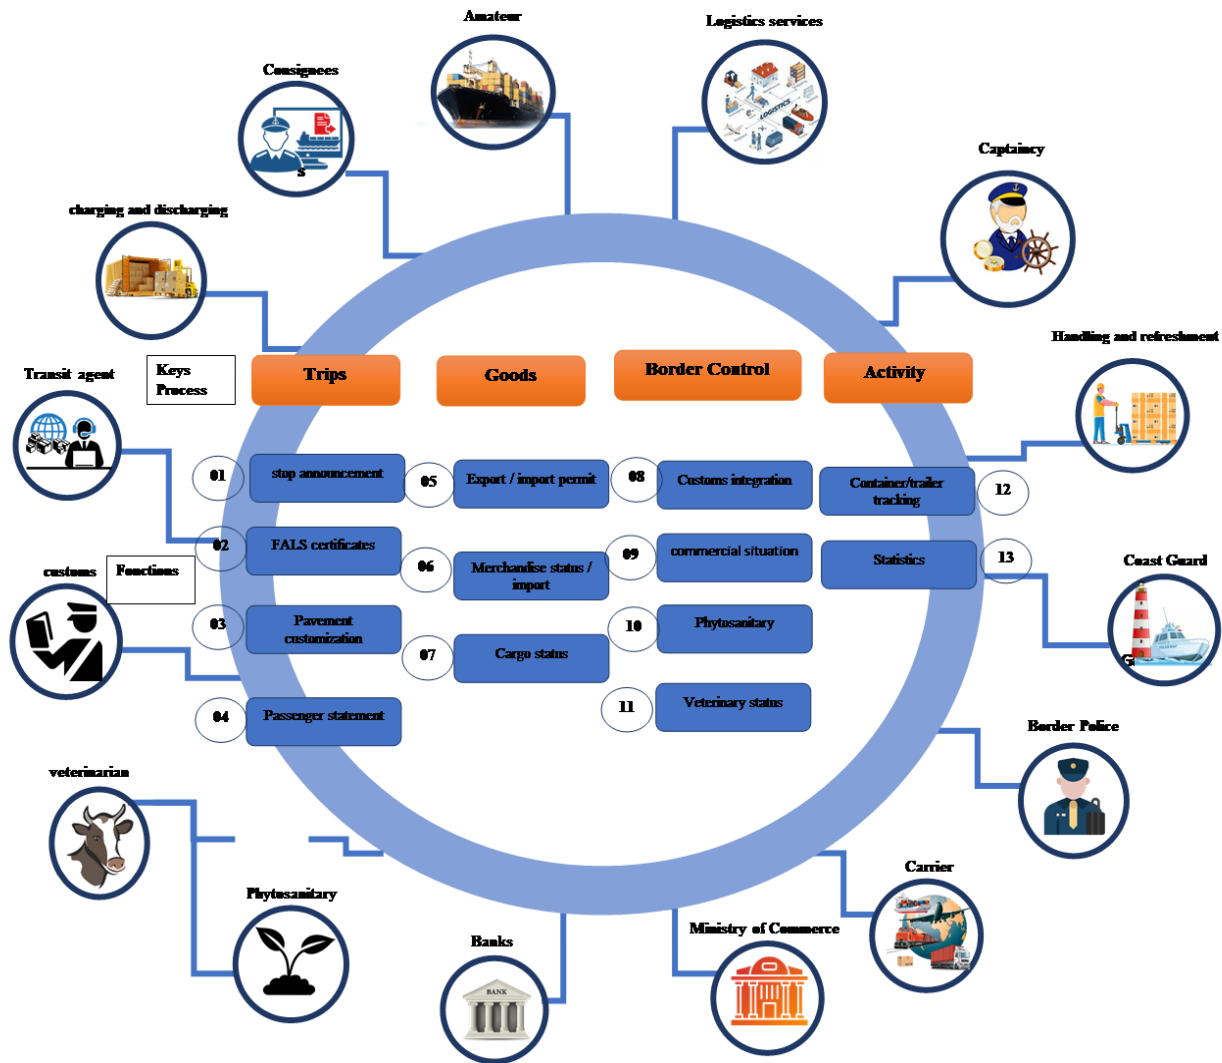 Amateur
Logistics services
Consignees
s
LOGISTICS
Captaincy
charging and discharging
Handling and refreshment
Transit agent
Keys
Process
Trips
Goods
Border Control
Activity
01
stop announcement
05
Export / import permit
08
Customs integration
Container/trailer
tracking
12
02
FALS certificates
06
Merchandise status /
import
09
commercial situation
Statistics
13
customs
Fonctions
Coast Guard
G
03
Pavement
customization
07
Cargo status
10
Phytosanitary
04
Passenger statement
11
Veterinary status
Border Police
veterinarian
Phytosanitary
Banks
BANK
Ministry of Commerce
Carrier